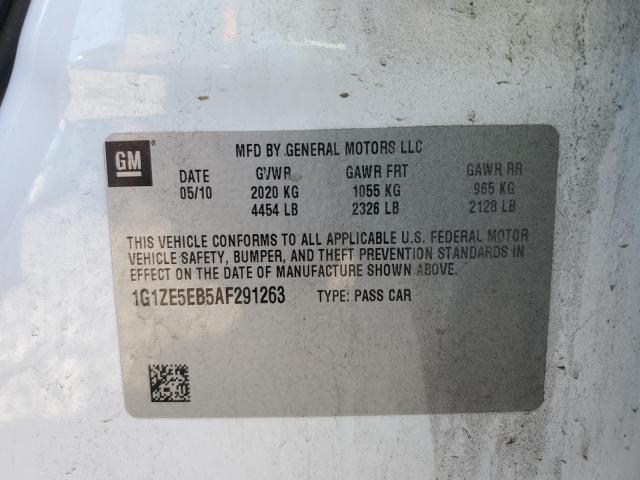 GM ® MFD BY GENERAL MOTORS LLC
DATE GVWR GAWR FRT GAWR RR
05/10 2020 KG 1055 KG 965 KG
4454 LB 2326 LB 2128 LB
THIS VEHICLE CONFORMS TO ALL APPLICABLE U.S. FEDERAL MOTOR
VEHICLE SAFETY, BUMPER, AND THEFT PREVENTION STANDARDS IN
EFFECT ON THE DATE OF MANUFACTURE SHOWN ABOVE.
1G1ZE5EB5AF291263 TYPE: PASS CAR